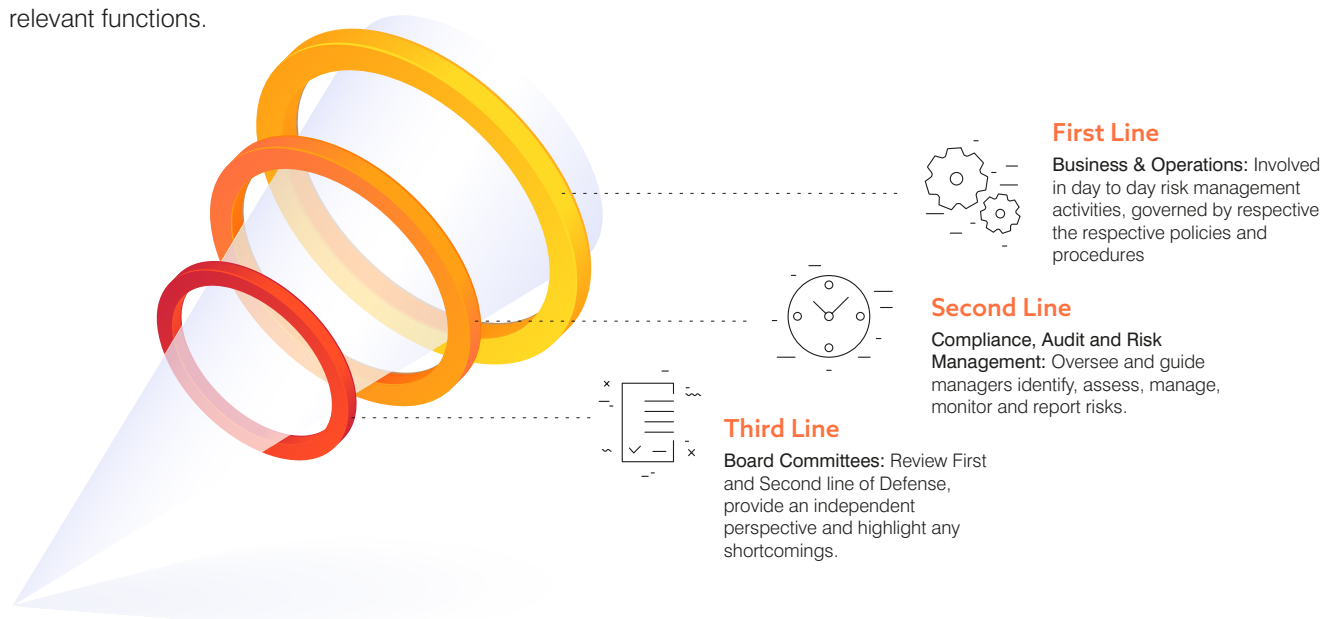 relevant functions.
First Line
Business & Operations: Involved
in day to day risk management
activities, governed by respective
the respective policies and
procedures
Second Line
Compliance, Audit and Risk
Management: Oversee and guide
managers identify, assess, manage,
monitor and report risks.
Third Line
Board Committees: Review First
and Second line of Defense,
provide an independent
perspective and highlight any
shortcomings.